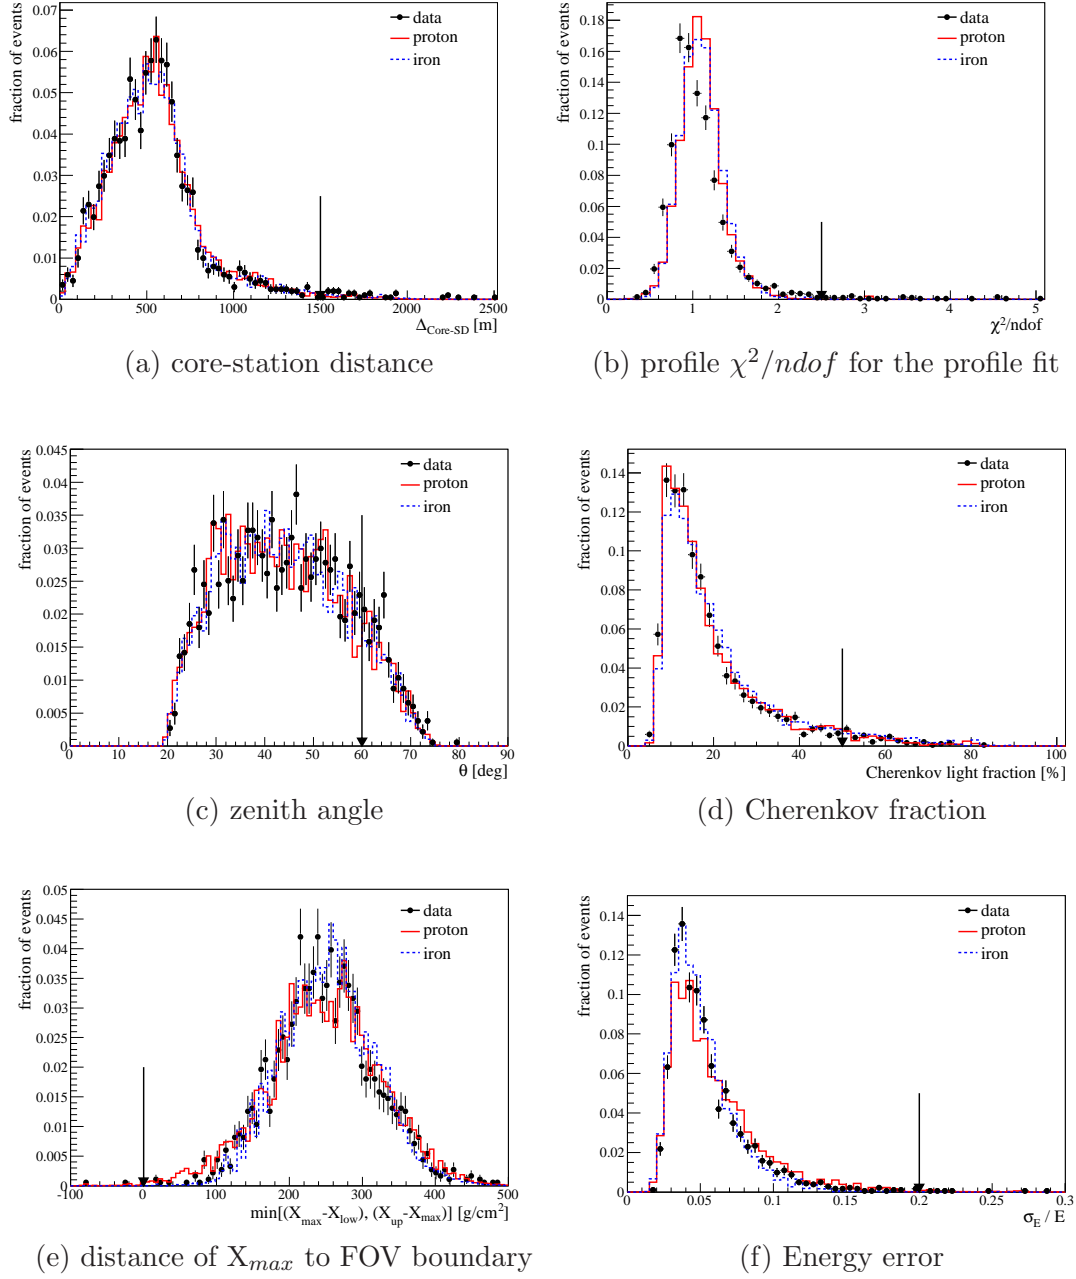 fraction of events
0.07
0.06
0.05
0.04
0.03
0.02
0.01
0
data
proton
iron
0 500 1000 1500 2000 2500
Δ_Core-SD [m]
(a) core-station distance
fraction of events
0.18
0.16
0.14
0.12
0.1
0.08
0.06
0.04
0.02
0
data
proton
iron
0 1 2 3 4 5
χ²/ndof
(b) profile χ²/ndof for the profile fit
fraction of events
0.045
0.04
0.035
0.03
0.025
0.02
0.015
0.01
0.005
0
data
proton
iron
0 10 20 30 40 50 60 70 80 90
θ [deg]
(c) zenith angle
fraction of events
0.14
0.12
0.1
0.08
0.06
0.04
0.02
0
data
proton
iron
0 20 40 60 80 100
Cherenkov light fraction [%]
(d) Cherenkov fraction
fraction of events
0.05
0.045
0.04
0.035
0.03
0.025
0.02
0.015
0.01
0.005
0
data
proton
iron
-100 0 100 200 300 400 500
min[(X_max-X_low), (X_up-X_max)] [g/cm²]
(e) distance of X_max to FOV boundary
fraction of events
0.14
0.12
0.1
0.08
0.06
0.04
0.02
0
data
proton
iron
0 0.05 0.1 0.15 0.2 0.25 0.3
σ_E / E
(f) Energy error